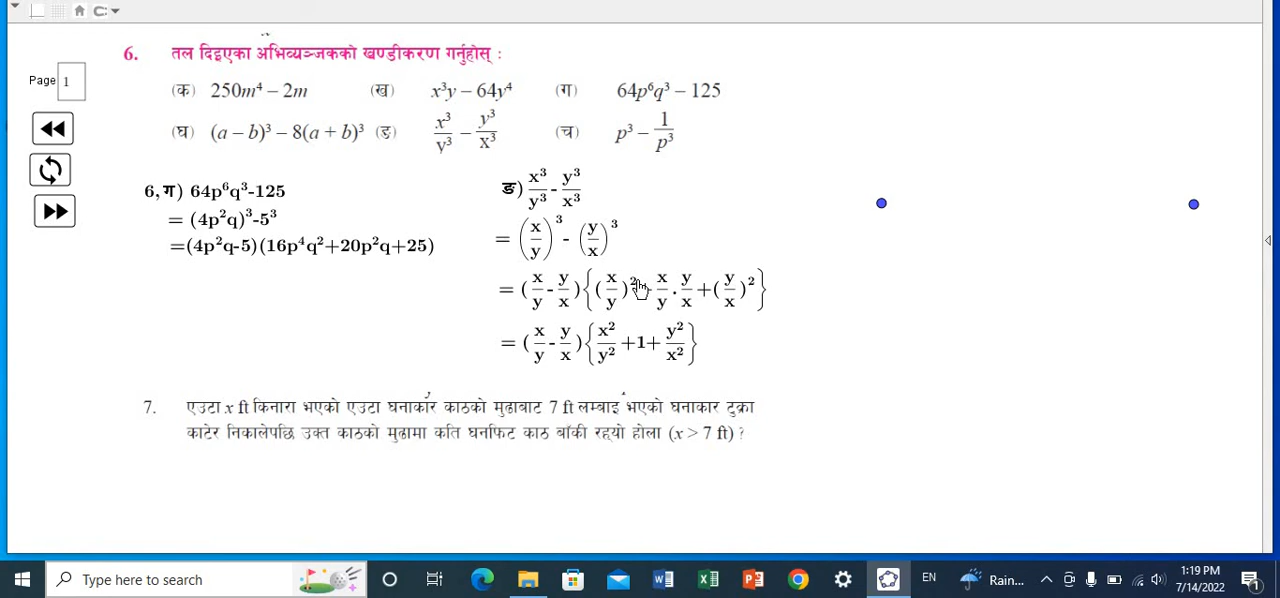 6. तल दिइएका अभिव्यञ्जकको खण्डीकरण गर्नुहोस् :
Page 1
(क) 250m⁴ – 2m (ख) x³y – 64y⁴ (ग) 64p⁶q³ – 125
(घ) (a – b)³ – 8(a + b)³ (ङ) x³/y³ – y³/x³ (च) p³ – 1/p³
6, ग) 64p⁶q³-125
= (4p²q)³-5³
=(4p²q-5)(16p⁴q²+20p²q+25)
ङ) x³/y³ - y³/x³
= (x/y)³ - (y/x)³
= (x/y - y/x){(x/y)² x/y . y/x + (y/x)²}
= (x/y - y/x){x²/y² +1+ y²/x²}
7. एउटा x ft किनारा भएको एउटा घनाकार काठको मुढाबाट 7 ft लम्बाइ भएको घनाकार टुक्रा
काटेर निकालेपछि उक्त काठको मुढामा कति घनफिट काठ बाँकी रह्यो होला (x > 7 ft) ?
Type here to search
EN
Rain...
1:19 PM
7/14/2022
1